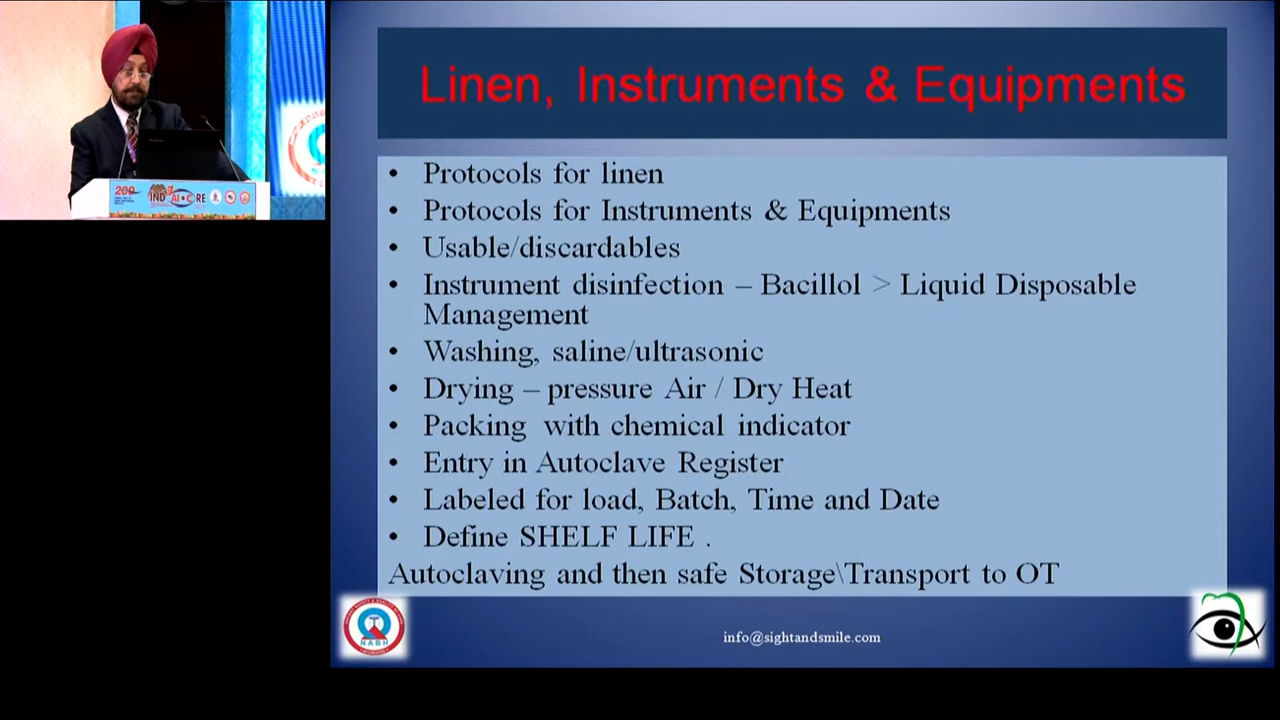 Linen, Instruments & Equipments
• Protocols for linen
• Protocols for Instruments & Equipments
• Usable/discardables
• Instrument disinfection – Bacillol > Liquid Disposable
Management
• Washing, saline/ultrasonic
• Drying – pressure Air / Dry Heat
• Packing with chemical indicator
• Entry in Autoclave Register
• Labeled for load, Batch, Time and Date
• Define SHELF LIFE .
Autoclaving and then safe Storage\Transport to OT
NABH
info@sightandsmile.com